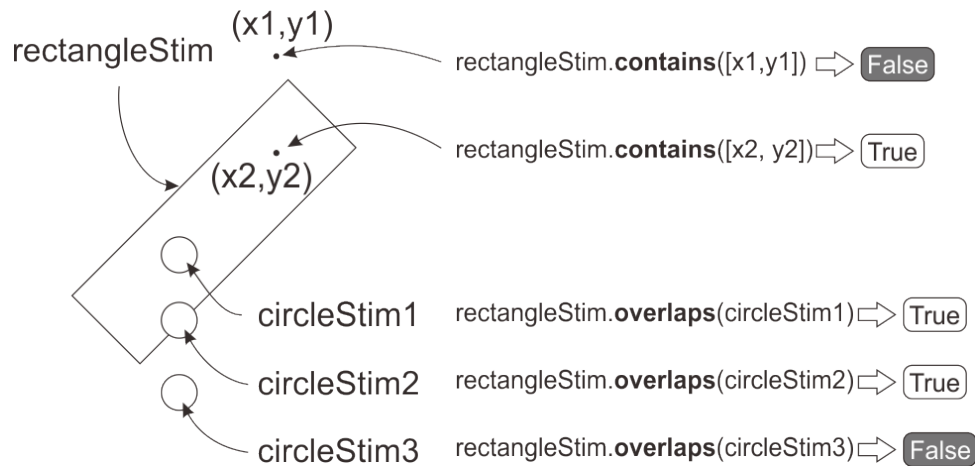 (x1,y1)
rectangleStim
rectangleStim.contains([x1,y1]) False
(x2,y2)
rectangleStim.contains([x2, y2]) True
circleStim1 rectangleStim.overlaps(circleStim1) True
circleStim2 rectangleStim.overlaps(circleStim2) True
circleStim3 rectangleStim.overlaps(circleStim3) False